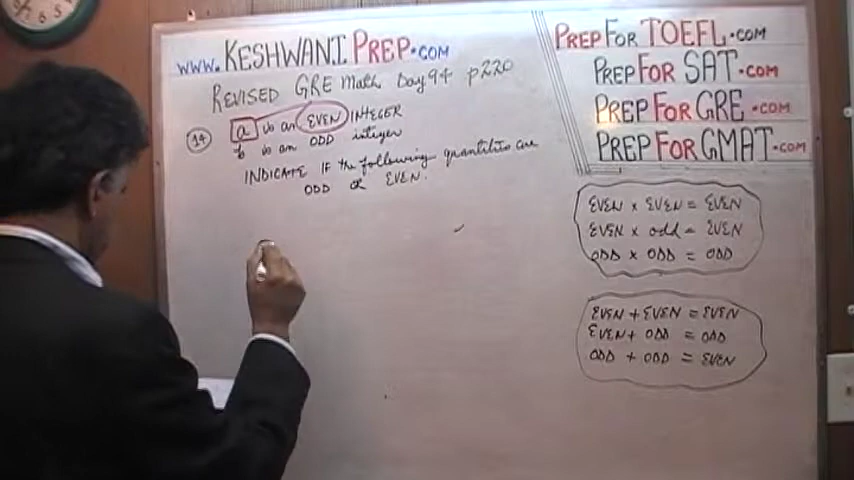 www. KESHWANI PREP.COM
REVISED GRE Math Day 94 p220
14 a is an EVEN INTEGER
b is an ODD integer
INDICATE IF the following quantities are
ODD or EVEN.
PREP FOR TOEFL.COM
PREP FOR SAT.COM
PREP FOR GRE.COM
PREP FOR GMAT.COM
EVEN x EVEN = EVEN
EVEN x odd = EVEN
ODD x ODD = ODD
EVEN + EVEN = EVEN
EVEN + ODD = ODD
ODD + ODD = EVEN